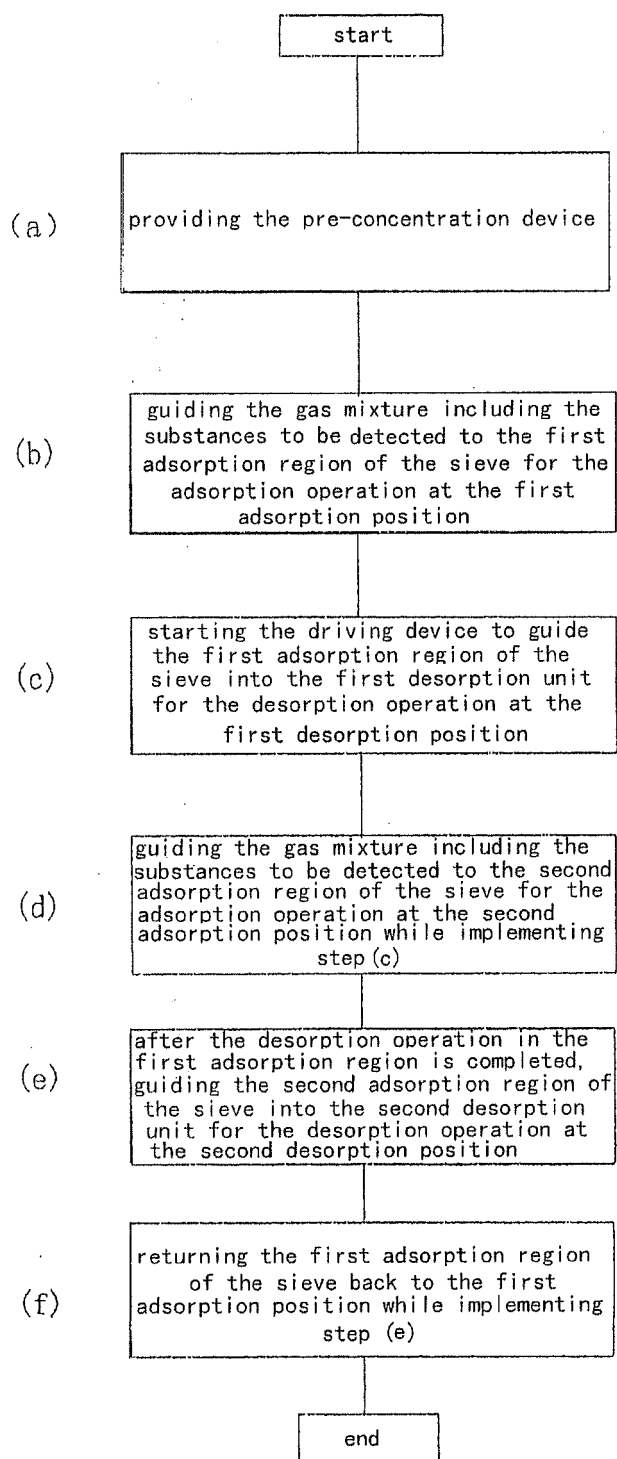 start
(a)
providing the pre-concentration device
(b)
guiding the gas mixture including the
substances to be detected to the first
adsorption region of the sieve for the
adsorption operation at the first
adsorption position
(c)
starting the driving device to guide
the first adsorption region of the
sieve into the first desorption unit
for the desorption operation at the
first desorption position
(d)
guiding the gas mixture including the
substances to be detected to the second
adsorption region of the sieve for the
adsorption operation at the second
adsorption position while implementing
step(c)
(e)
after the desorption operation in the
first adsorption region is completed,
guiding the second adsorption region of
the sieve into the second desorption
unit for the desorption operation at
the second desorption position
(f)
returning the first adsorption region
of the sieve back to the first
adsorption position while implementing
step (e)
end